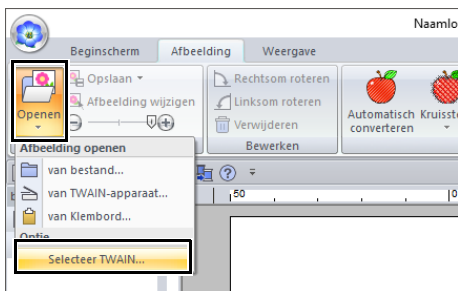 Naamlo
Beginscherm Afbeelding Weergave
Openen
Opslaan
Afbeelding wijzigen
Rechtsom roteren
Linksom roteren
Verwijderen
Bewerken
Automatisch converteren
Kruisst
Afbeelding openen
van bestand...
van TWAIN-apparaat...
van Klembord...
Optie
Selecteer TWAIN...
50